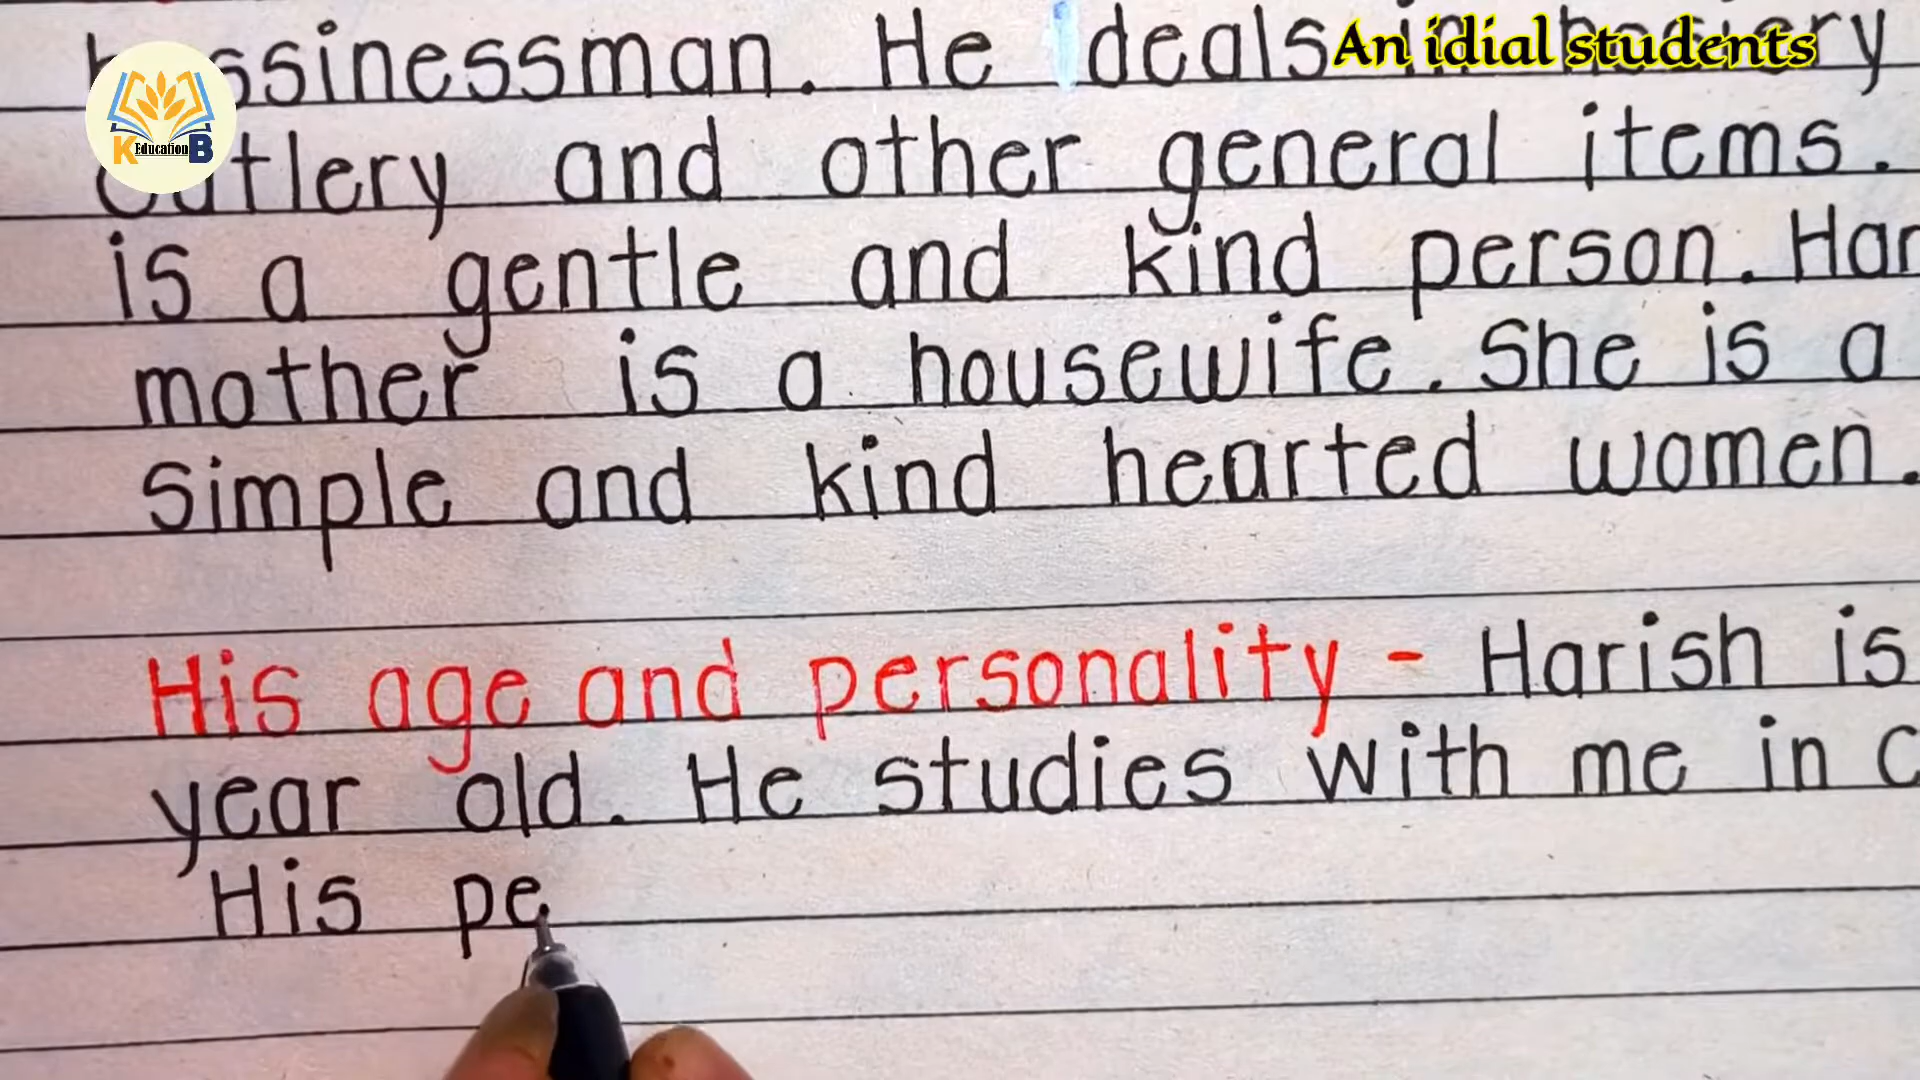 ssinessman. He deals in
An idial students
K Education B
cutlery and other general items.
is a gentle and kind person. Har
mother is a housewife. She is a
Simple and kind hearted women.
His age and personality - Harish is
year old. He studies with me in c
His pe